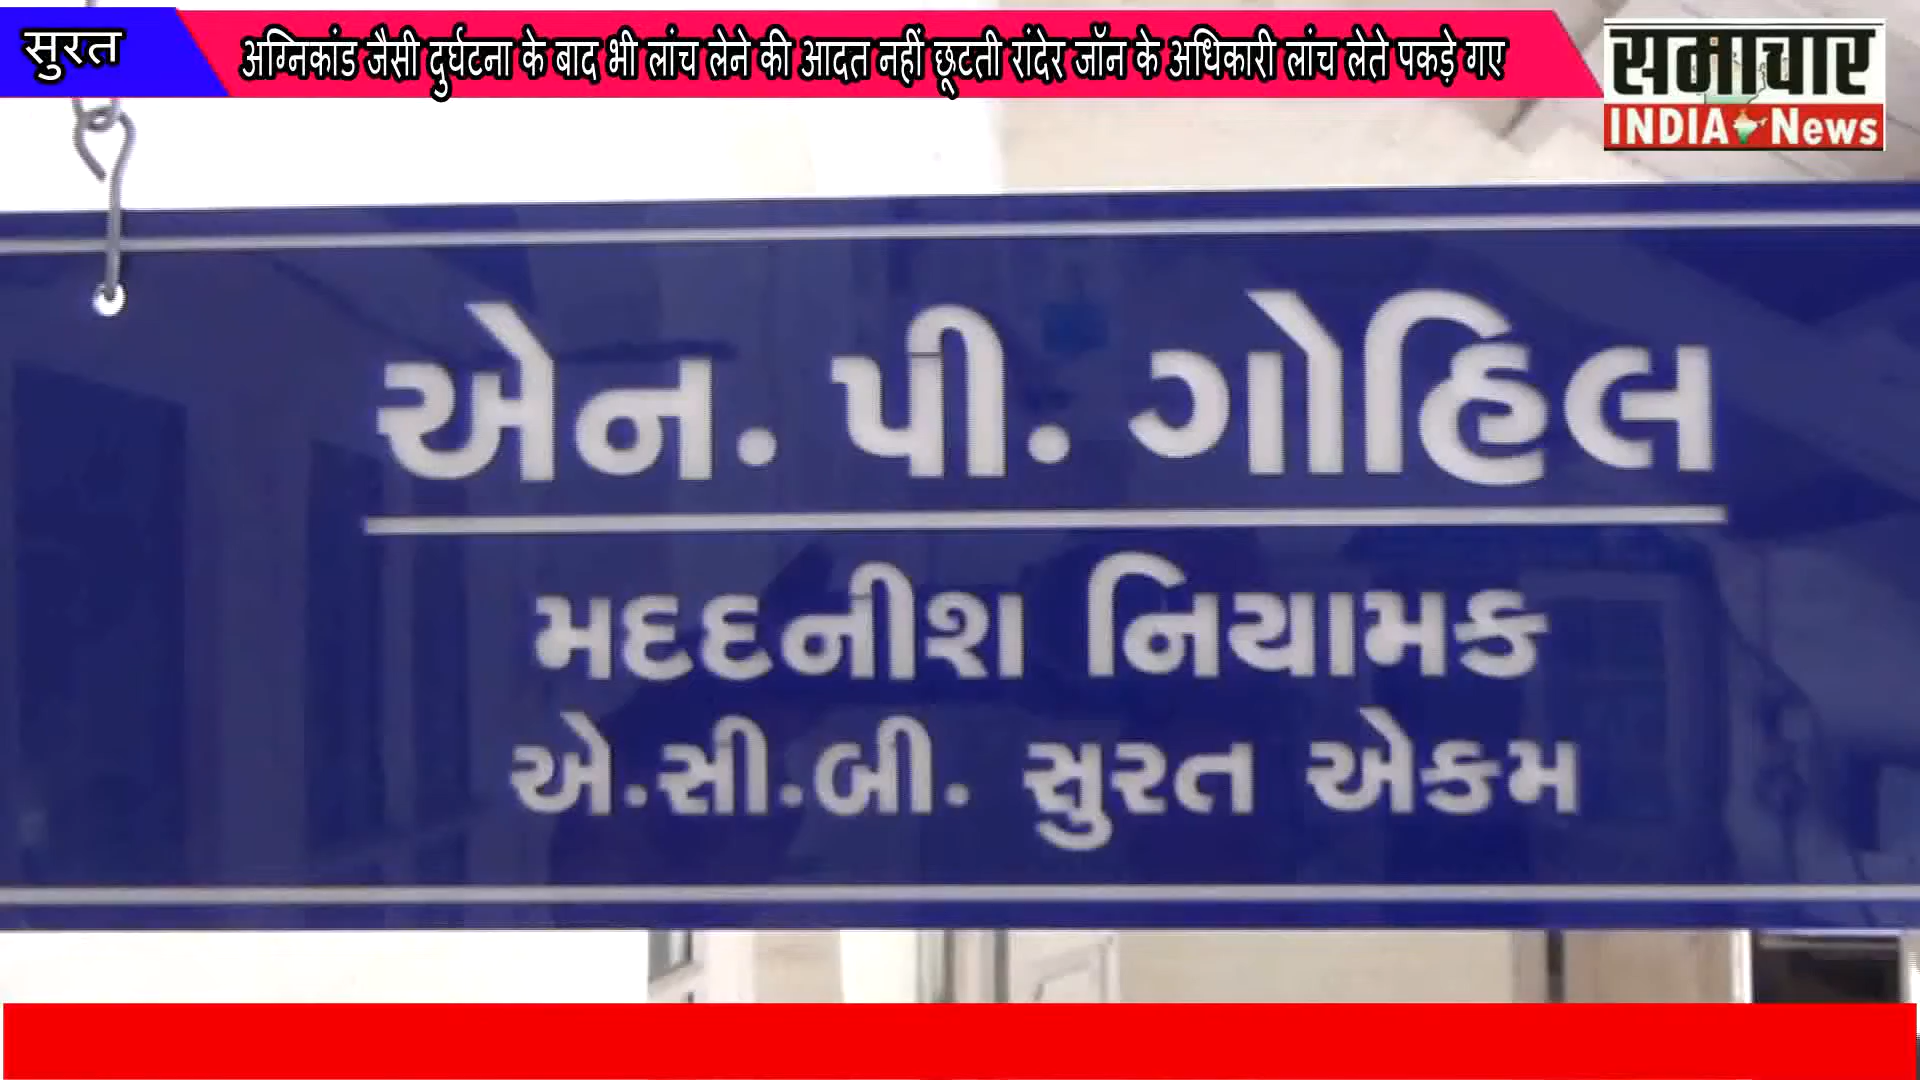 सुरत
अग्निकांड जैसी दुर्घटना के बाद भी लांच लेने की आदत नहीं छूटती रांदेर जॉन के अधिकारी लांच लेते पकड़े गए
समाचार
INDIA News
એન. પી. ગોહિલ
મદદનીશ નિયામક
એ.સી.બી. સુરત એકમ